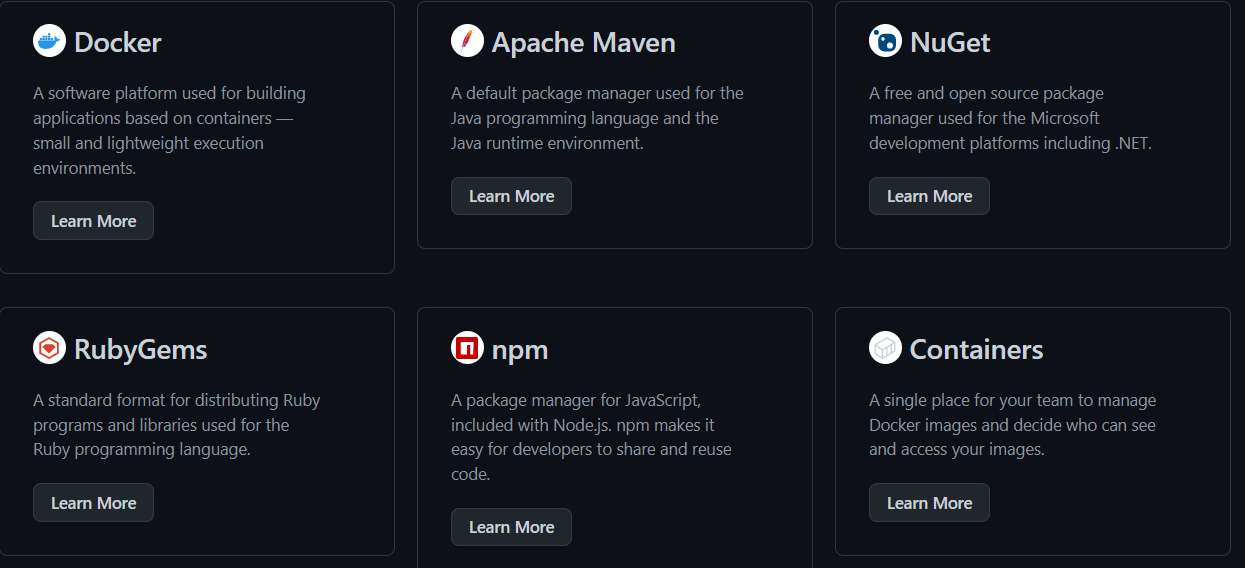 Docker
A software platform used for building
applications based on containers —
small and lightweight execution
environments.
Learn More
Apache Maven
A default package manager used for the
Java programming language and the
Java runtime environment.
Learn More
NuGet
A free and open source package
manager used for the Microsoft
development platforms including .NET.
Learn More
RubyGems
A standard format for distributing Ruby
programs and libraries used for the
Ruby programming language.
Learn More
npm
A package manager for JavaScript,
included with Node.js. npm makes it
easy for developers to share and reuse
code.
Learn More
Containers
A single place for your team to manage
Docker images and decide who can see
and access your images.
Learn More